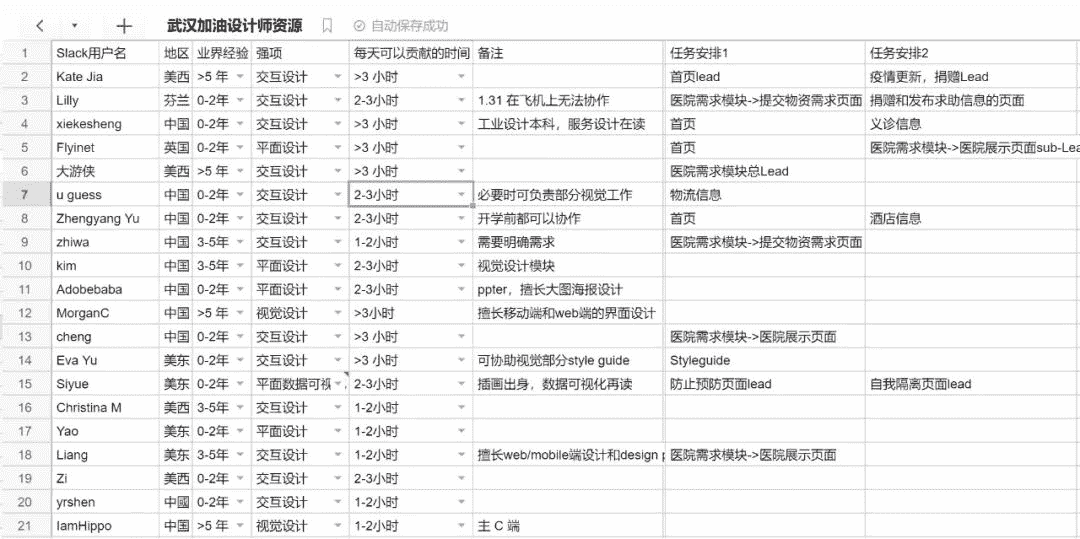 武汉加油设计师资源 自动保存成功
1 Slack用户名 地区 业界经验 强项 每天可以贡献的时间 备注 任务安排1 任务安排2
2 Kate Jia 美西 >5 年 交互设计 >3 小时 首页lead 疫情更新，捐赠Lead
3 Lilly 芬兰 0-2年 交互设计 2-3小时 1.31 在飞机上无法协作 医院需求模块->提交物资需求页面 捐赠和发布求助信息的页面
4 xiekesheng 中国 0-2年 交互设计 >3 小时 工业设计本科，服务设计在读 首页 义诊信息
5 Flyinet 英国 0-2年 平面设计 >3 小时 首页 医院需求模块->医院展示页面sub-Lea
6 大游侠 美西 >5 年 交互设计 >3 小时 医院需求模块总Lead
7 u guess 中国 0-2年 交互设计 2-3小时 必要时可负责部分视觉工作 物流信息
8 Zhengyang Yu 中国 0-2年 交互设计 2-3小时 开学前都可以协作 首页 酒店信息
9 zhiwa 中国 3-5年 交互设计 1-2小时 需要明确需求 医院需求模块->提交物资需求页面
10 kim 中国 3-5年 平面设计 2-3小时 视觉设计模块
11 Adobebaba 中国 0-2年 平面设计 2-3小时 ppter，擅长大图海报设计
12 MorganC 中国 >5 年 视觉设计 >3小时 擅长移动端和web端的界面设计
13 cheng 中国 0-2年 交互设计 >3 小时 医院需求模块->医院展示页面
14 Eva Yu 美东 0-2年 交互设计 >3 小时 可协助视觉部分style guide Styleguide
15 Siyue 美东 0-2年 平面数据可视 2-3小时 插画出身，数据可视化再读 防止预防页面lead 自我隔离页面lead
16 Christina M 美西 3-5年 交互设计 1-2小时
17 Yao 美东 0-2年 平面设计 1-2小时
18 Liang 美东 3-5年 交互设计 1-2小时 擅长web/mobile端设计和design p 医院需求模块->医院展示页面
19 Zi 美西 0-2年 交互设计 2-3小时
20 yrshen 中國 0-2年 交互设计 1-2小时
21 IamHippo 中国 >5 年 视觉设计 1-2小时 主 C 端